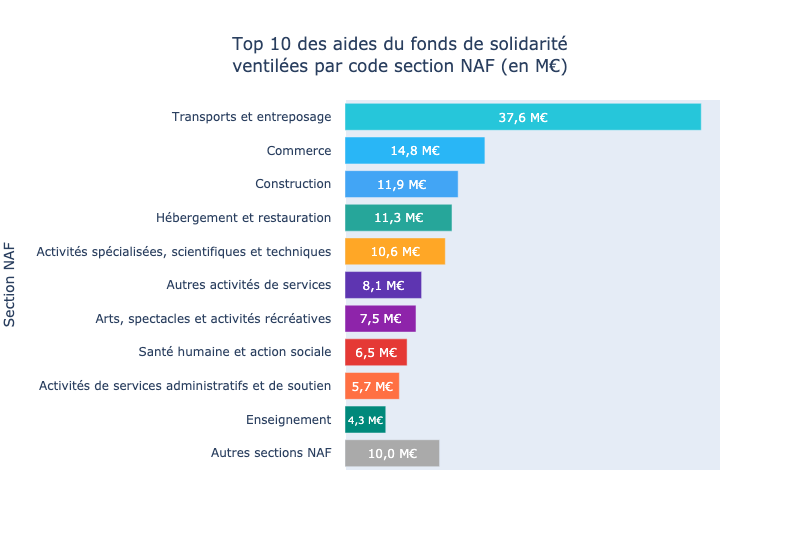 Top 10 des aides du fonds de solidarité
ventilées par code section NAF (en M€)
Section NAF
Transports et entreposage 37,6 M€
Commerce 14,8 M€
Construction 11,9 M€
Hébergement et restauration 11,3 M€
Activités spécialisées, scientifiques et techniques 10,6 M€
Autres activités de services 8,1 M€
Arts, spectacles et activités récréatives 7,5 M€
Santé humaine et action sociale 6,5 M€
Activités de services administratifs et de soutien 5,7 M€
Enseignement 4,3 M€
Autres sections NAF 10,0 M€